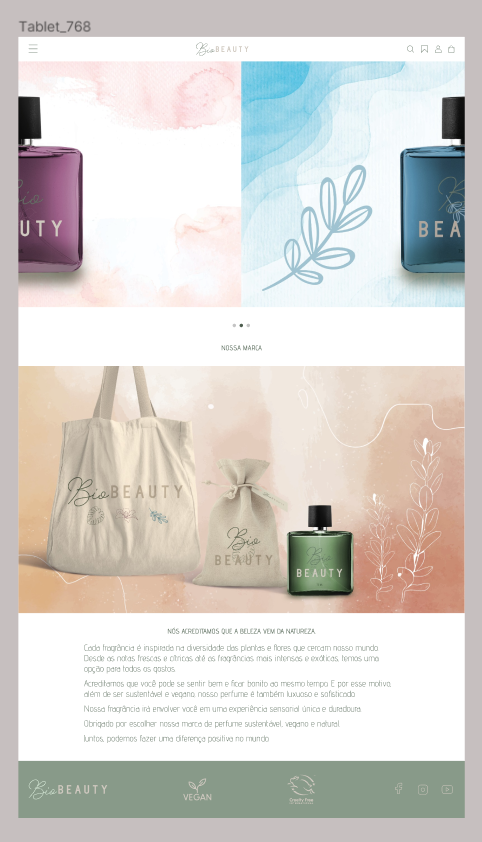 Tablet_768
Bio BEAUTY
Bio
UTY
B
BEA
NOSSA MARCA
Bio BEAUTY
Bio
BEAUTY
Bio
BEAUTY
NÓS ACREDITAMOS QUE A BELEZA VEM DA NATUREZA
Cada fragrância é inspirada na diversidade das plantas e flores que cercam nosso mundo
Desde as notas frescas e cítricas até as fragrâncias mais intensas e exóticas, temos uma
opção para todos os gostos
Acreditamos que você pode se sentir bem e ficar bonito ao mesmo tempo. E por esse motivo,
além de ser sustentável e vegano, nosso perfume é também luxuoso e sofisticado
Nossa fragrância irá envolver você em uma experiência sensorial única e duradoura
Obrigado por escolher nossa marca de perfume sustentável, vegano e natural
Juntos, podemos fazer uma diferença positiva no mundo
Bio BEAUTY
VEGAN
Cruelty Free